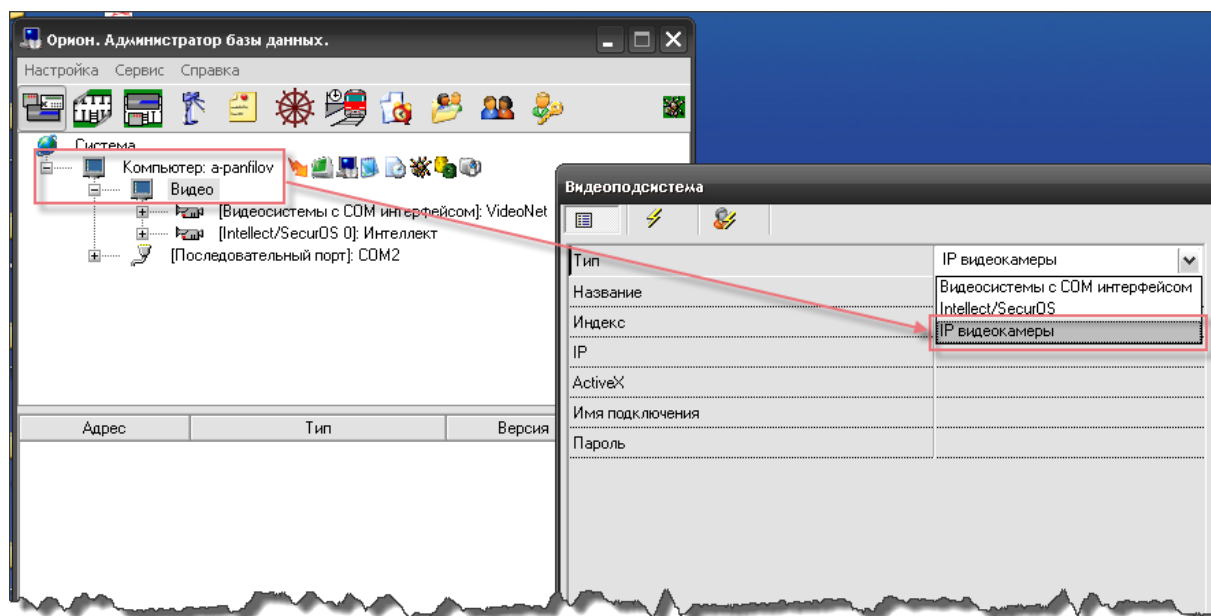 Орион. Администратор базы данных.
Настройка Сервис Справка
Система
Компьютер: a-panfilov
Видео
[Видеосистемы с COM интерфейсом]: VideoNet
[Intellect/SecurOS 0]: Интеллект
[Последовательный порт]: COM2
Адрес Тип Версия
Видеоподсистема
Тип IP видеокамеры
Видеосистемы с COM интерфейсом
Intellect/SecurOS
IP видеокамеры
Название
Индекс
IP
ActiveX
Имя подключения
Пароль